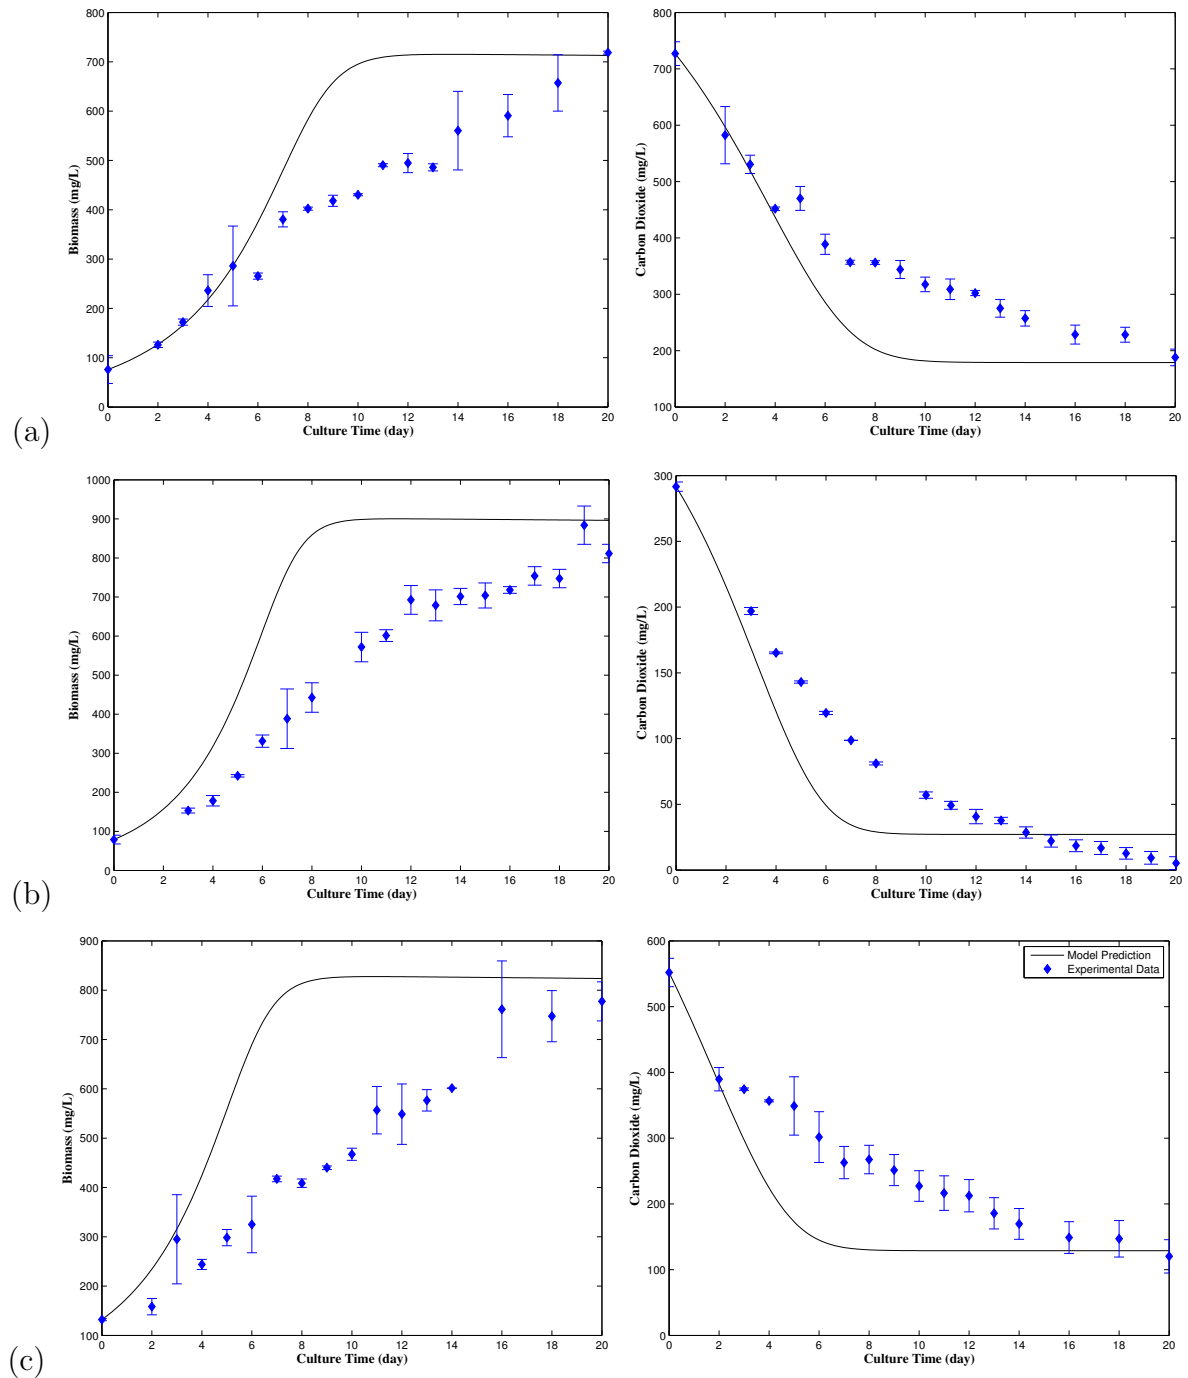 800
700
600
500
400
300
200
100
0
Biomass (mg/L)
0 2 4 6 8 10 12 14 16 18 20
Culture Time (day)
800
700
600
500
400
300
200
100
Carbon Dioxide (mg/L)
0 2 4 6 8 10 12 14 16 18 20
Culture Time (day)
(a)
1000
900
800
700
600
500
400
300
200
100
0
Biomass (mg/L)
0 2 4 6 8 10 12 14 16 18 20
Culture Time (day)
300
250
200
150
100
50
0
Carbon Dioxide (mg/L)
0 2 4 6 8 10 12 14 16 18 20
Culture Time (day)
(b)
900
800
700
600
500
400
300
200
100
Biomass (mg/L)
0 2 4 6 8 10 12 14 16 18 20
Culture Time (day)
600
500
400
300
200
100
0
Carbon Dioxide (mg/L)
Model Prediction
Experimental Data
0 2 4 6 8 10 12 14 16 18 20
Culture Time (day)
(c)